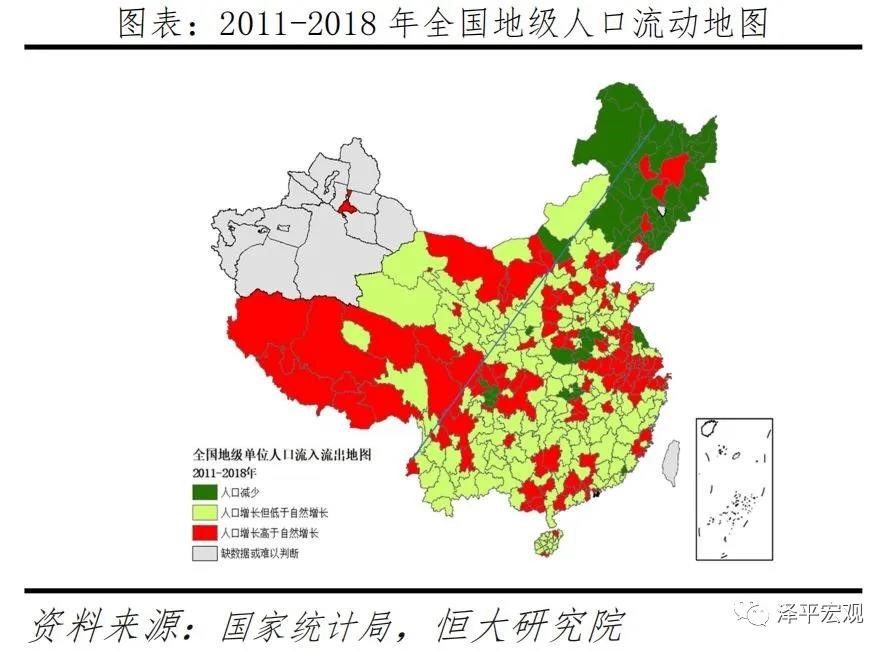 图表：2011-2018 年全国地级人口流动地图
全国地级单位人口流入流出地图
2011-2018年
人口减少
人口增长但低于自然增长
人口增长高于自然增长
缺数据或难以判断
资料来源：国家统计局，恒大研究院
泽平宏观